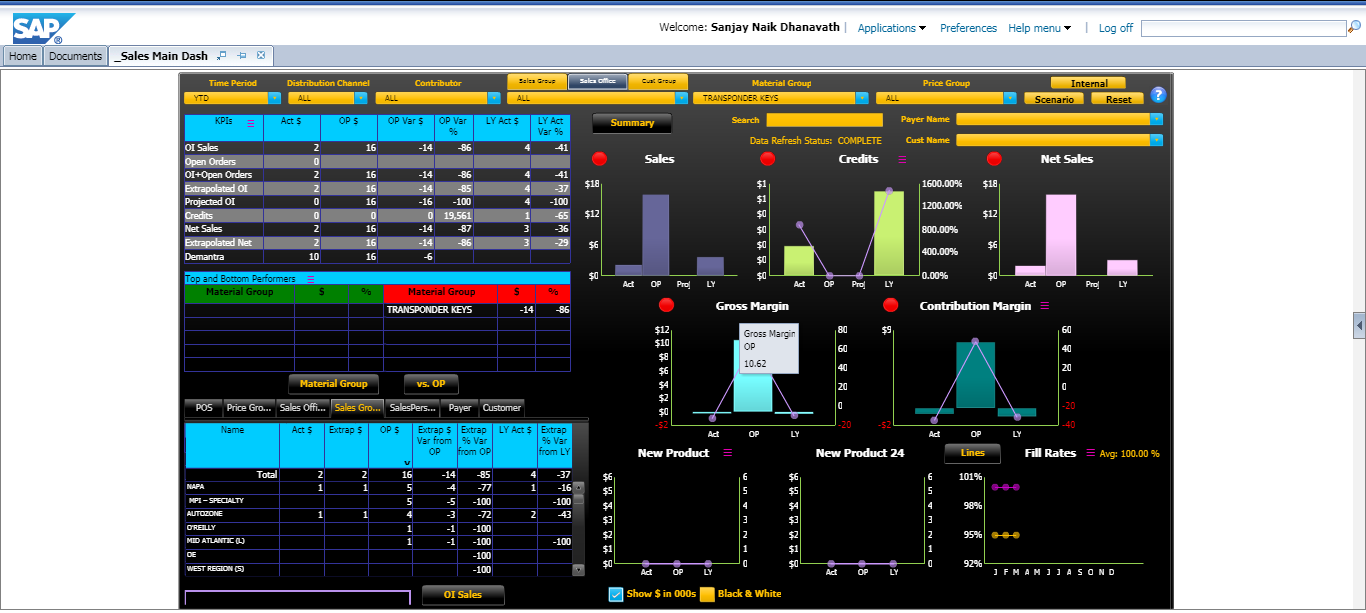 SAP ®
Welcome: Sanjay Naik Dhanavath | Applications Preferences Help menu | Log off
Home Documents _Sales Main Dash
Time Period Distribution Channel Contributor Sales Group Sales Office Cust Group Material Group Price Group Internal
YTD ALL ALL ALL TRANSPONDER KEYS ALL Scenario Reset ?
KPIs Act $ OP $ OP Var $ OP Var % LY Act $ LY Act Var %
OI Sales 2 16 -14 -86 4 -41
Open Orders 0
OI+Open Orders 2 16 -14 -86 4 -41
Extrapolated OI 2 16 -14 -85 4 -37
Projected OI 0 16 -16 -100 4 -100
Credits 0 0 0 19,561 1 -65
Net Sales 2 16 -14 -87 3 -36
Extrapolated Net 2 16 -14 -86 3 -29
Demantra 10 16 -6
Summary Search Payer Name
Data Refresh Status: COMPLETE Cust Name
Sales
$18
$12
$6
$0
Act OP Proj LY
Credits
$1 1600.00%
$1 1200.00%
$0 800.00%
$0 400.00%
$0 0.00%
Act OP Proj LY
Net Sales
$18
$12
$6
$0
Act OP Proj LY
Top and Bottom Performers
Material Group $ % Material Group $ %
TRANSPONDER KEYS -14 -86
Material Group vs. OP
Gross Margin
$12 80
$10 60
$8
$6 40
$4 20
$2
$0 0
-$2 -20
Gross Margin
OP
10.62
Act OP LY
Contribution Margin
$5 60
40
20
0
-20
-$2 -40
Act OP LY
POS Price Gro... Sales Offi... Sales Gro... SalesPers... Payer Customer
Name Act $ Extrap $ OP $ Extrap $ Var from OP Extrap % Var from OP LY Act $ Extrap % Var from LY
Total 2 2 16 -14 -85 4 -37
NAPA 1 1 5 -4 -77 1 -16
MPI – SPECIALTY 5 -5 -100 -100
AUTOZONE 1 1 4 -3 -72 2 -43
O'REILLY 1 -1 -100
MID ATLANTIC (L) 1 -1 -100 -100
OE -100
WEST REGION (S) -100
OI Sales
New Product
$6 6
$5 5
$4 4
$3 3
$2 2
$1 1
$0 0
Act OP LY
New Product 24
$6 6
$5 5
$4 4
$3 3
$2 2
$1 1
$0 0
Act OP LY
Lines Fill Rates Avg: 100.00 %
101%
98%
95%
92%
J F M A M J J A S O N D
Show $ in 000s Black & White